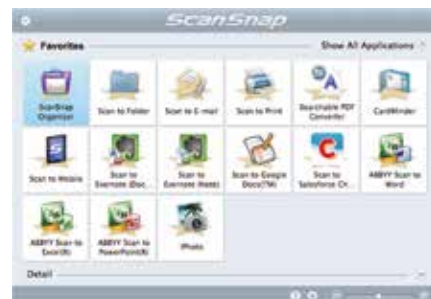 ScanSnap
Favorites
Show All Applications
ScanSnap
Organizer
Scan to Folder
Scan to E-mail
Scan to Print
Searchable PDF
Converter
CardMinder
Scan to Mobile
Scan to
Evernote (Doc...
Scan to
Evernote (Note)
Scan to Google
Docs(TM)
Scan to
Salesforce Ch...
ABBYY Scan to
Word
ABBYY Scan to
Excel(R)
ABBYY Scan to
PowerPoint(R)
iPhoto
Detail